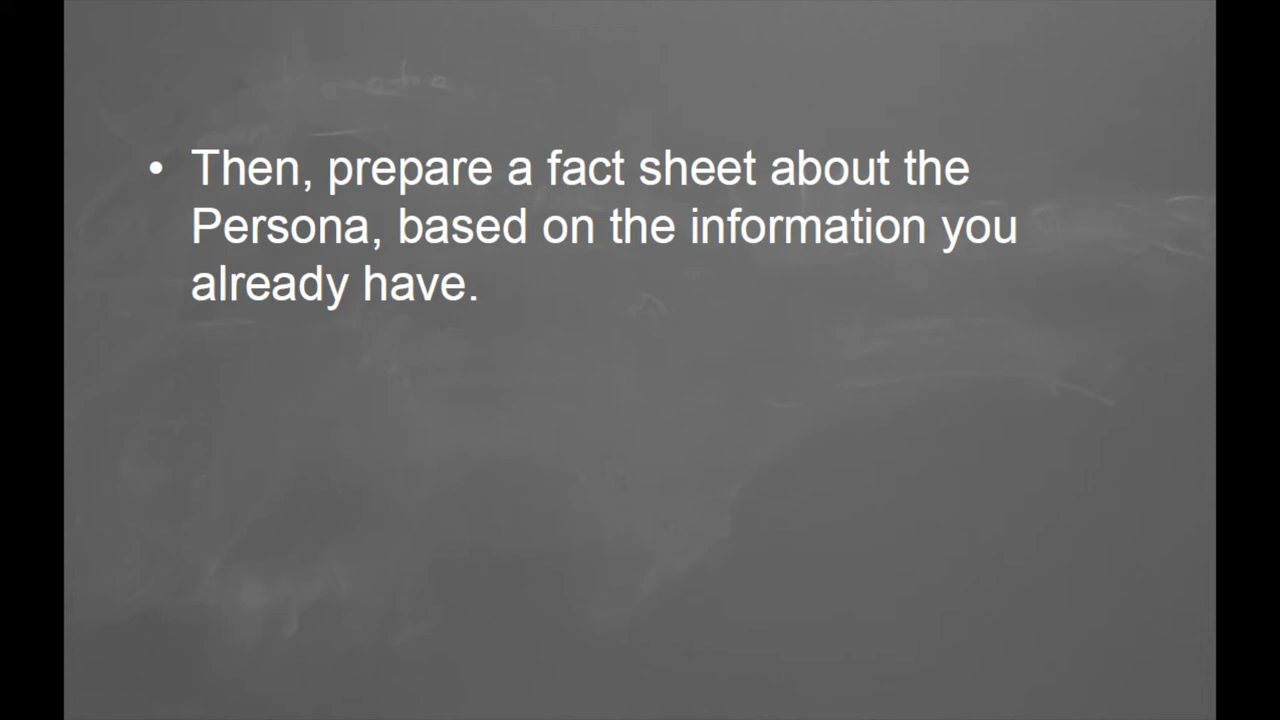 • Then, prepare a fact sheet about the
Persona, based on the information you
already have.